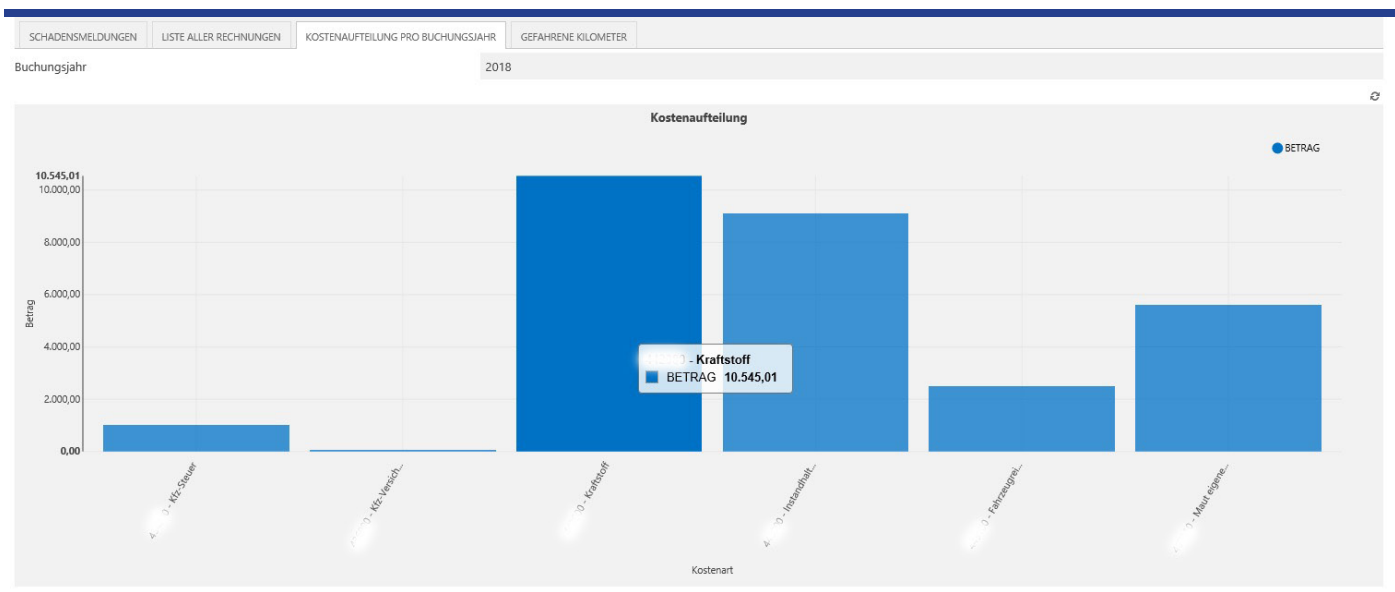 SCHADENSMELDUNGEN LISTE ALLER RECHNUNGEN KOSTENAUFTEILUNG PRO BUCHUNGSJAHR GEFAHRENE KILOMETER
Buchungsjahr 2018
Kostenaufteilung
BETRAG
10.545,01
10.000,00
8.000,00
6.000,00
4.000,00
2.000,00
0,00
Betrag
- Kraftstoff
BETRAG 10.545,01
- Kfz-Steuer
- Kfz-Versich...
- Kraftstoff
- Instandhalt...
- Fahrzeugrei...
- Maut eigene...
Kostenart